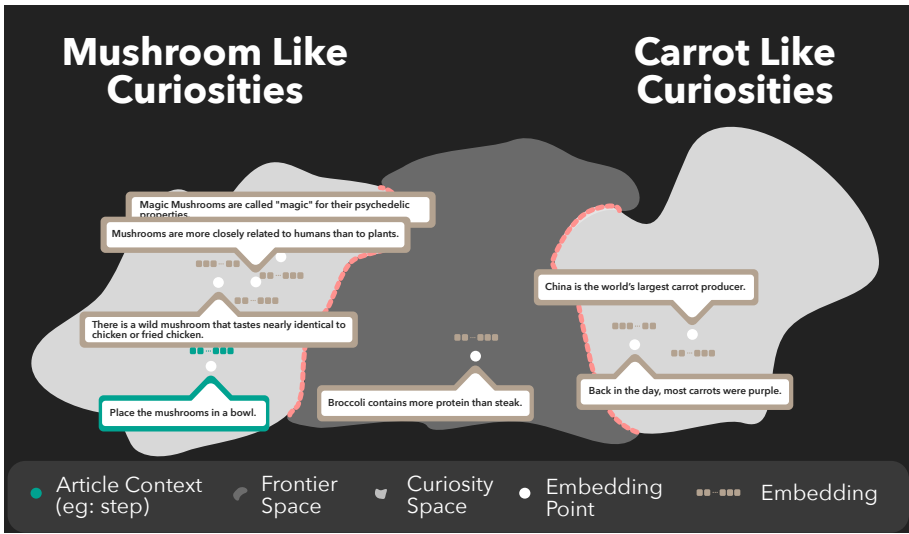 Mushroom Like
Curiosities
Carrot Like
Curiosities
Magic Mushrooms are called "magic" for their psychedelic
properties.
Mushrooms are more closely related to humans than to plants.
China is the world's largest carrot producer.
There is a wild mushroom that tastes nearly identical to
chicken or fried chicken.
Back in the day, most carrots were purple.
Broccoli contains more protein than steak.
Place the mushrooms in a bowl.
Article Context
(eg: step)
Frontier
Space
Curiosity
Space
Embedding
Point
Embedding